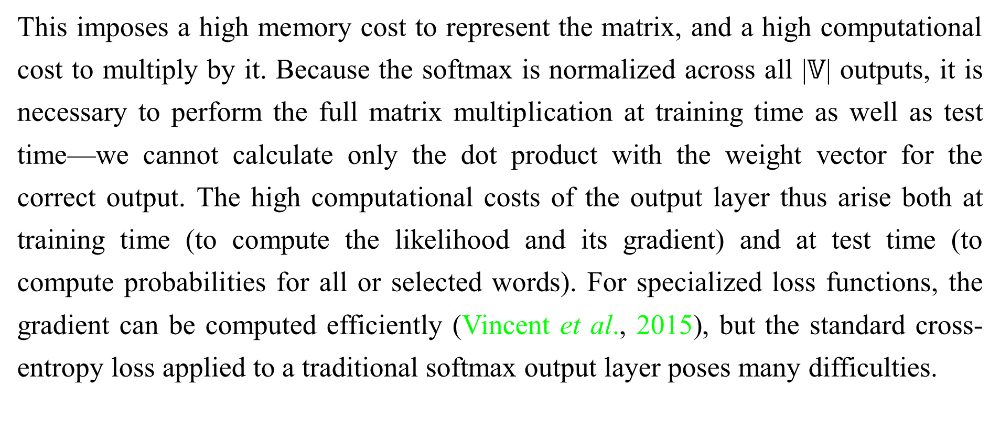 This imposes a high memory cost to represent the matrix, and a high computational
cost to multiply by it. Because the softmax is normalized across all |𝕍| outputs, it is
necessary to perform the full matrix multiplication at training time as well as test
time—we cannot calculate only the dot product with the weight vector for the
correct output. The high computational costs of the output layer thus arise both at
training time (to compute the likelihood and its gradient) and at test time (to
compute probabilities for all or selected words). For specialized loss functions, the
gradient can be computed efficiently (Vincent et al., 2015), but the standard cross-
entropy loss applied to a traditional softmax output layer poses many difficulties.